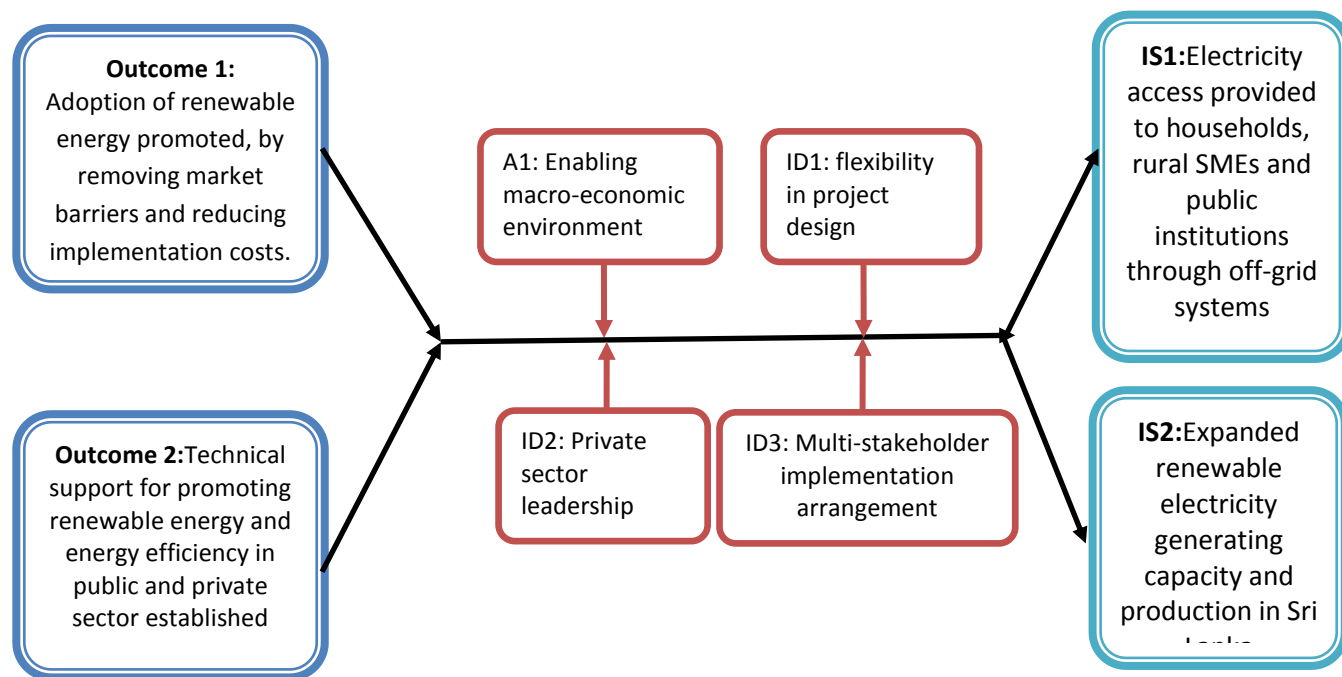 Outcome 1:
Adoption of renewable
energy promoted, by
removing market
barriers and reducing
implementation costs.
Outcome 2:Technical
support for promoting
renewable energy and
energy efficiency in
public and private
sector established
A1: Enabling
macro-economic
environment
ID1: flexibility
in project
design
ID2: Private
sector
leadership
ID3: Multi-stakeholder
implementation
arrangement
IS1:Electricity
access provided
to households,
rural SMEs and
public
institutions
through off-grid
systems
IS2:Expanded
renewable
electricity
generating
capacity and
production in Sri